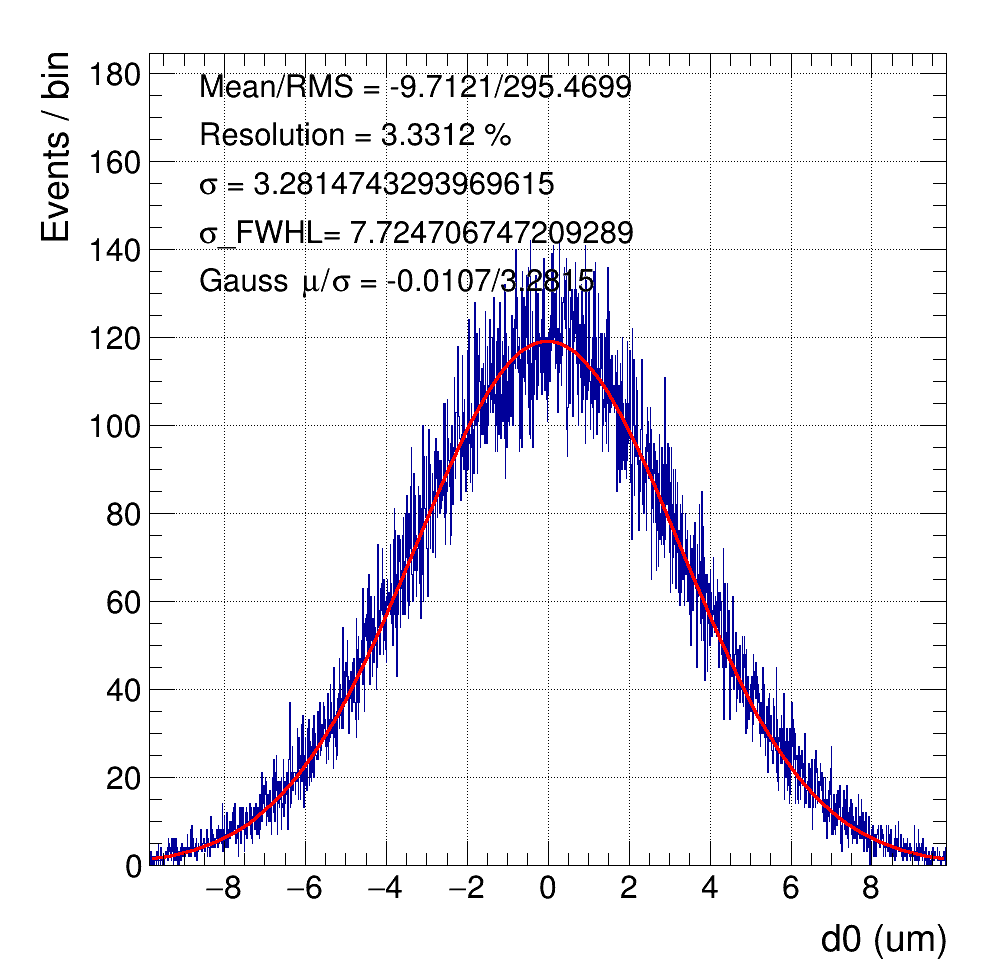 Events / bin
180
Mean/RMS = -9.7121/295.4699
Resolution = 3.3312 %
160
σ = 3.2814743293969615
σ_FWHL= 7.724706747209289
140
Gauss μ/σ = -0.0107/3.2815
120
100
80
60
40
20
0
−8 −6 −4 −2 0 2 4 6 8
d0 (um)